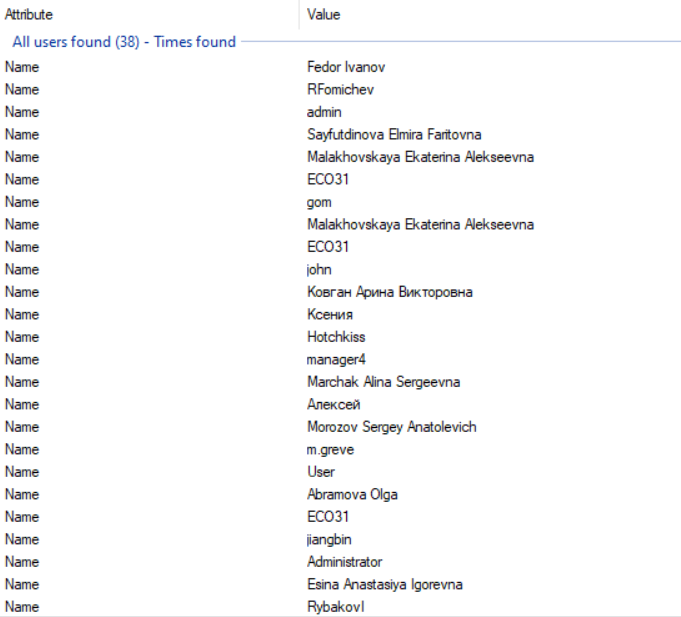 Attribute Value
All users found (38) - Times found
Name Fedor Ivanov
Name RFomichev
Name admin
Name Sayfutdinova Elmira Faritovna
Name Malakhovskaya Ekaterina Alekseevna
Name ECO31
Name gom
Name Malakhovskaya Ekaterina Alekseevna
Name ECO31
Name john
Name Ковган Арина Викторовна
Name Ксения
Name Hotchkiss
Name manager4
Name Marchak Alina Sergeevna
Name Алексей
Name Morozov Sergey Anatolevich
Name m.greve
Name User
Name Abramova Olga
Name ECO31
Name jiangbin
Name Administrator
Name Esina Anastasiya Igorevna
Name RybakovI